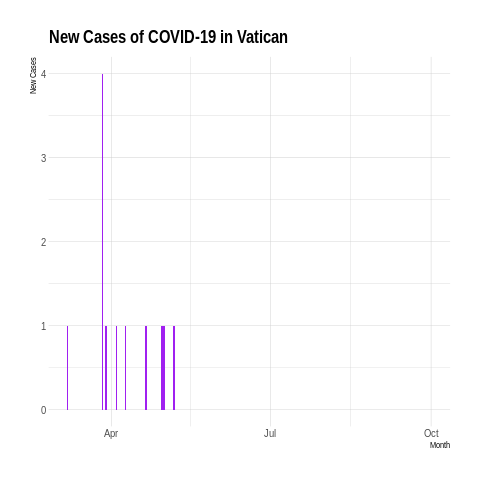 New Cases of COVID-19 in Vatican
New Cases
4
3
2
1
0
Apr
Jul
Oct
Month